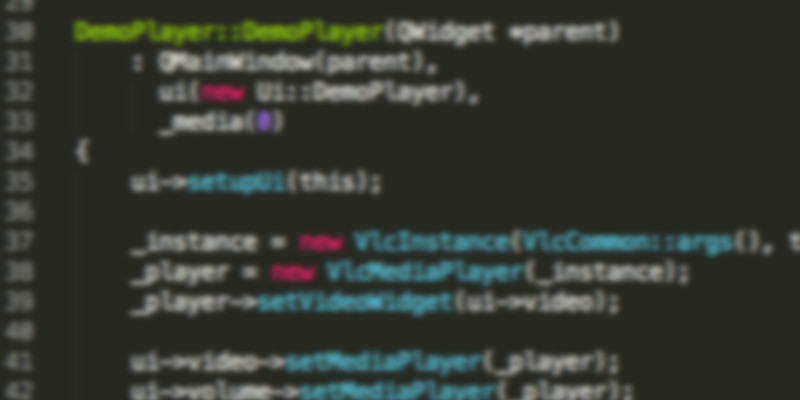 29
30 DemoPlayer::DemoPlayer(QWidget *parent)
31 : QMainWindow(parent),
32 ui(new Ui::DemoPlayer),
33 _media(0)
34 {
35 ui->setupUi(this);
36
37 _instance = new VlcInstance(VlcCommon::args(), t
38 _player = new VlcMediaPlayer(_instance);
39 _player->setVideoWidget(ui->video);
40
41 ui->video->setMediaPlayer(_player);
42 ui->volume->setMediaPlayer(_player);